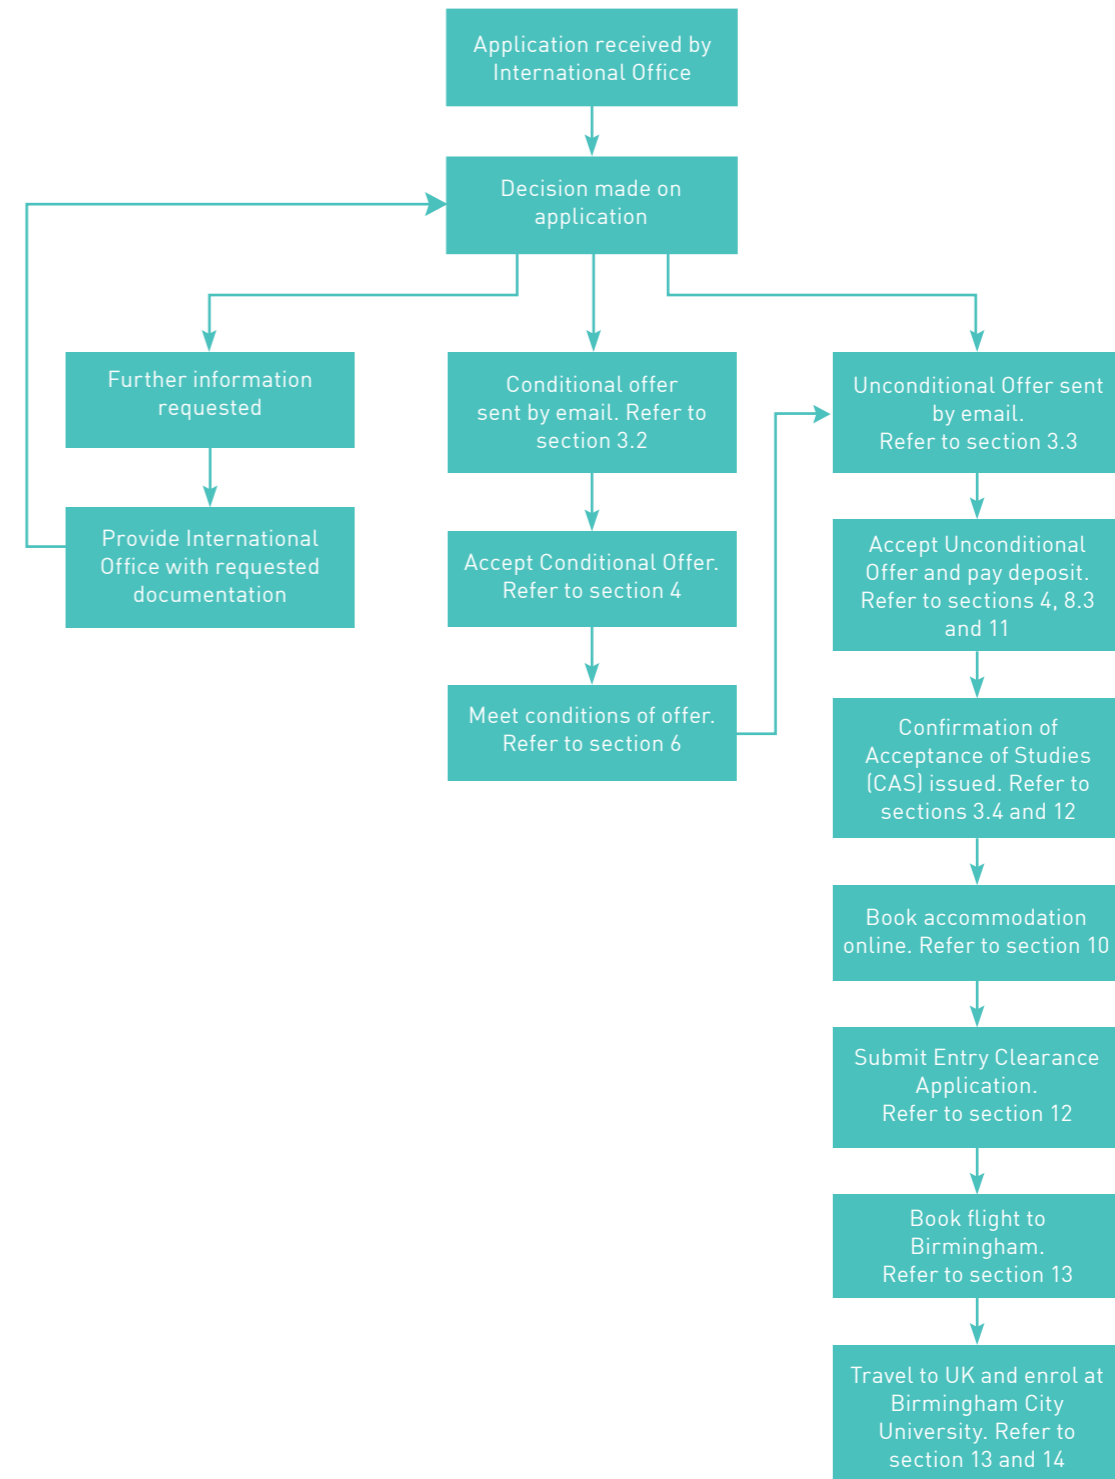 Application received by
International Office
Decision made on
application
Further information
requested
Provide International
Office with requested
documentation
Conditional offer
sent by email. Refer to
section 3.2
Accept Conditional Offer.
Refer to section 4
Meet conditions of offer.
Refer to section 6
Unconditional Offer sent
by email.
Refer to section 3.3
Accept Unconditional
Offer and pay deposit.
Refer to sections 4, 8.3
and 11
Confirmation of
Acceptance of Studies
(CAS) issued. Refer to
sections 3.4 and 12
Book accommodation
online. Refer to section 10
Submit Entry Clearance
Application.
Refer to section 12
Book flight to
Birmingham.
Refer to section 13
Travel to UK and enrol at
Birmingham City
University. Refer to
section 13 and 14